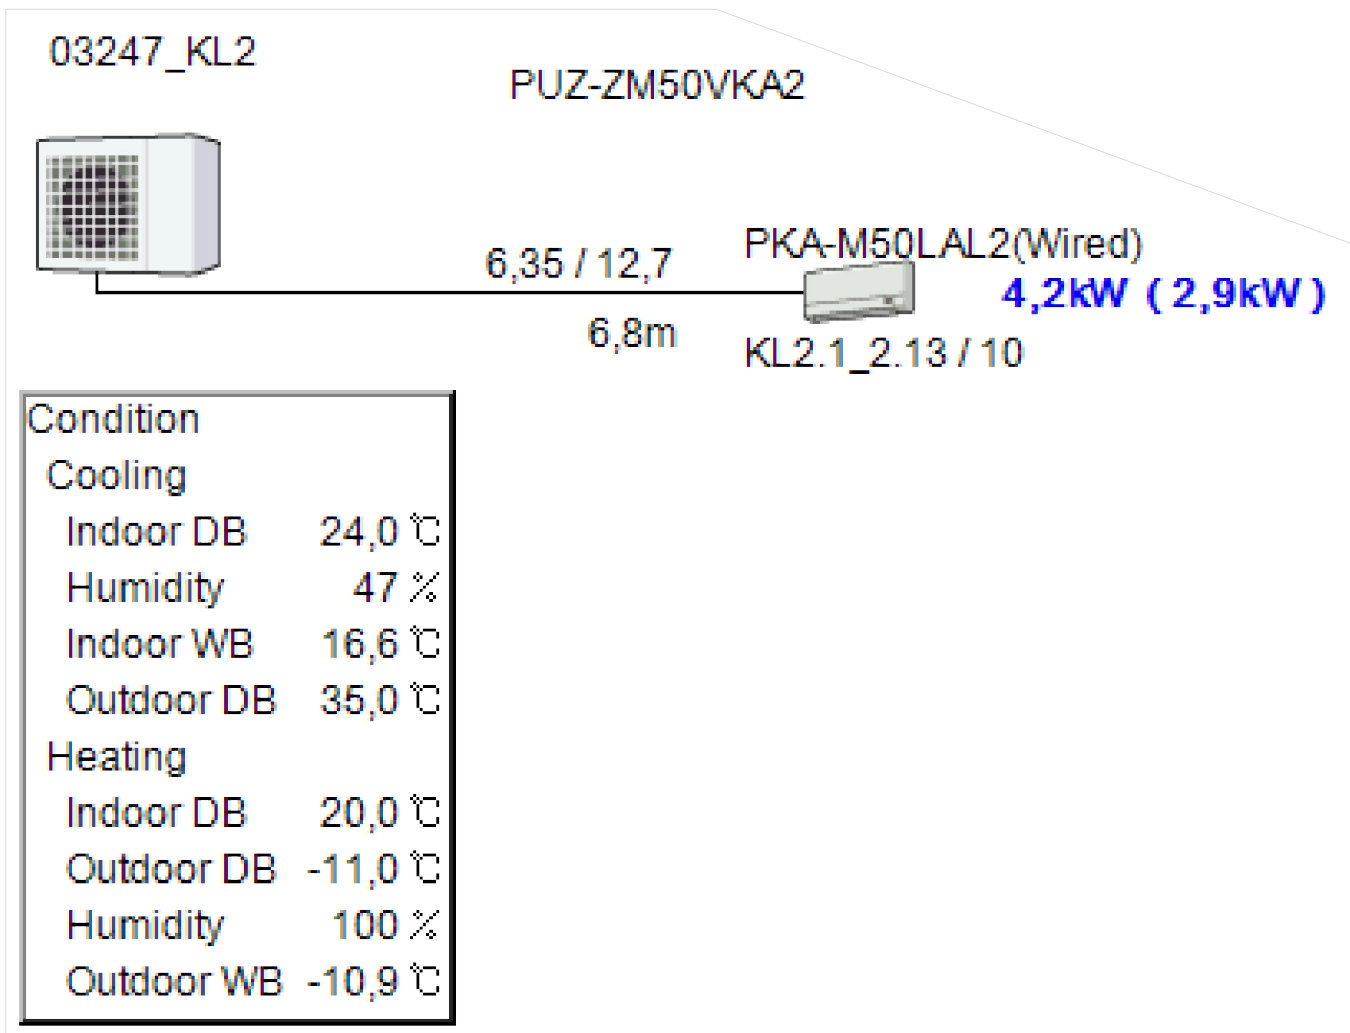 03247_KL2
PUZ-ZM50VKA2
PKA-M50LAL2(Wired)
6,35 / 12,7
4,2kW ( 2,9kW )
6,8m
KL2.1_2.13 / 10
Condition
Cooling
Indoor DB 24,0 ℃
Humidity 47 %
Indoor WB 16,6 ℃
Outdoor DB 35,0 ℃
Heating
Indoor DB 20,0 ℃
Outdoor DB -11,0 ℃
Humidity 100 %
Outdoor WB -10,9 ℃